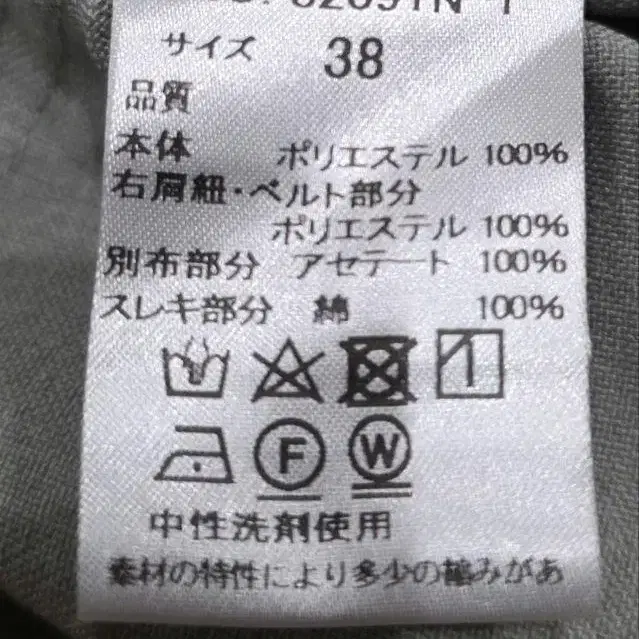 サイズ 38
品質
本体 ポリエステル 100%
右肩紐・ベルト部分
ポリエステル 100%
別布部分 アセテート 100%
スレキ部分 綿 100%
F W
中性洗剤使用
素材の特性により多少の縮みがあ